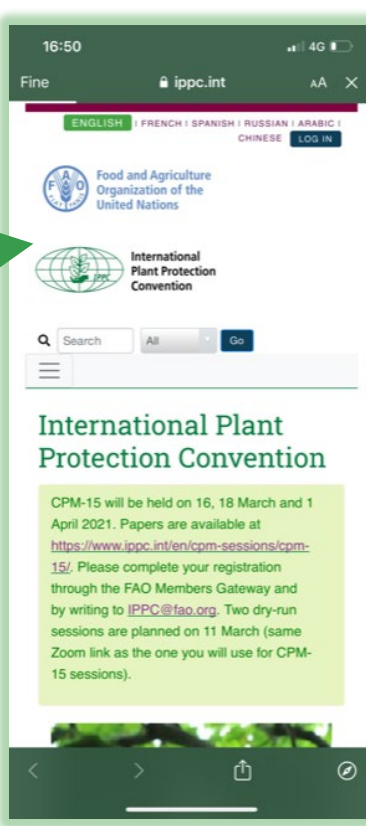 16:50 4G
Fine ippc.int AA X
ENGLISH | FRENCH | SPANISH | RUSSIAN | ARABIC |
CHINESE LOG IN
FAO
FIAT PANIS
Food and Agriculture
Organization of the
United Nations
IPPC
International
Plant Protection
Convention
Search All Go
International Plant
Protection Convention
CPM-15 will be held on 16, 18 March and 1
April 2021. Papers are available at
https://www.ippc.int/en/cpm-sessions/cpm-
15/. Please complete your registration
through the FAO Members Gateway and
by writing to IPPC@fao.org. Two dry-run
sessions are planned on 11 March (same
Zoom link as the one you will use for CPM-
15 sessions).